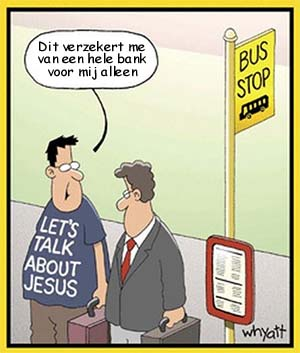 Dit verzekert me
van een hele bank
voor mij alleen
BUS
STOP
LET'S
TALK
ABOUT
JESUS
whyatt